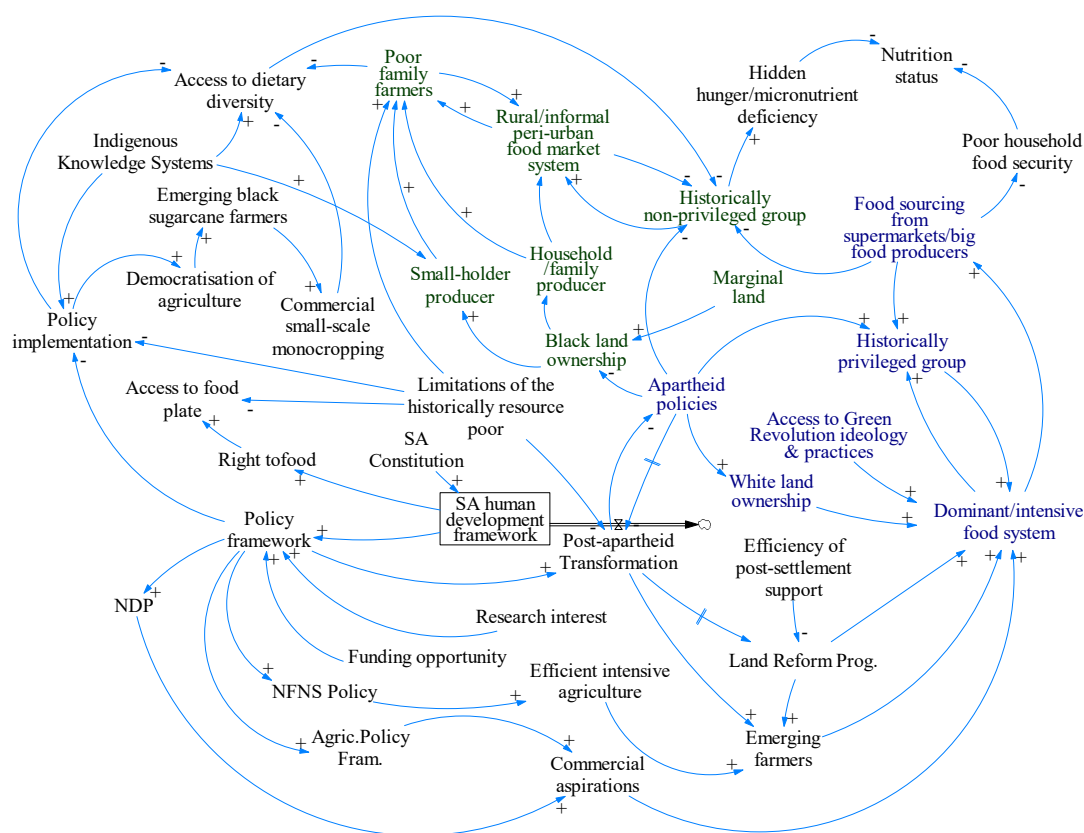 Access to dietary
diversity
Poor
family
farmers
Rural/informal
peri-urban
food market
system
Hidden
hunger/micronutrient
deficiency
Nutrition
status
Poor household
food security
Indigenous
Knowledge Systems
Emerging black
sugarcane farmers
Democratisation of
agriculture
Commercial
small-scale
monocropping
Small-holder
producer
Household
/family
producer
Historically
non-privileged group
Food sourcing
from
supermarkets/big
food producers
Marginal
land
Policy
implementation
Black land
ownership
Historically
privileged group
Access to food
plate
Limitations of the
historically resource
poor
Apartheid
policies
Access to Green
Revolution ideology
& practices
SA
Constitution
Right tofood
White land
ownership
SA human
development
framework
Policy
framework
Post-apartheid
Transformation
Efficiency of
post-settlement
support
Dominant/intensive
food system
NDP
Research interest
Funding opportunity
NFNS Policy
Efficient intensive
agriculture
Land Reform Prog.
Agric.Policy
Fram.
Commercial
aspirations
Emerging
farmers